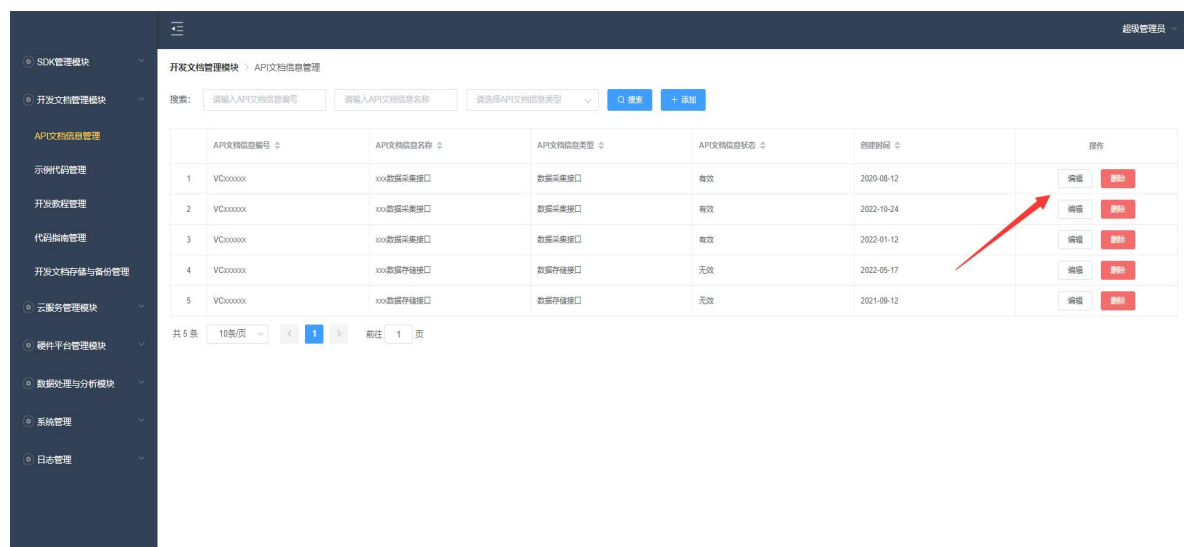 超级管理员
SDK管理模块
开发文档管理模块
API文档信息管理
示例代码管理
开发教程管理
代码指南管理
开发文档存储与备份管理
云服务管理模块
硬件平台管理模块
数据处理与分析模块
系统管理
日志管理
开发文档管理模块 > API文档信息管理
搜索: 请输入API文档信息编号 请输入API文档信息名称 请选择API文档信息类型 搜索 + 添加
API文档信息编号 API文档信息名称 API文档信息类型 API文档信息状态 创建时间 操作
1 VCxxxxxx xxx数据采集接口 数据采集接口 有效 2020-08-12 编辑 删除
2 VCxxxxxx xxx数据采集接口 数据采集接口 有效 2022-10-24 编辑 删除
3 VCxxxxxx xxx数据采集接口 数据采集接口 有效 2022-01-12 编辑 删除
4 VCxxxxxx xxx数据存储接口 数据存储接口 无效 2022-05-17 编辑 删除
5 VCxxxxxx xxx数据存储接口 数据存储接口 无效 2021-09-12 编辑 删除
共 5 条 10条/页 < 1 > 前往 1 页